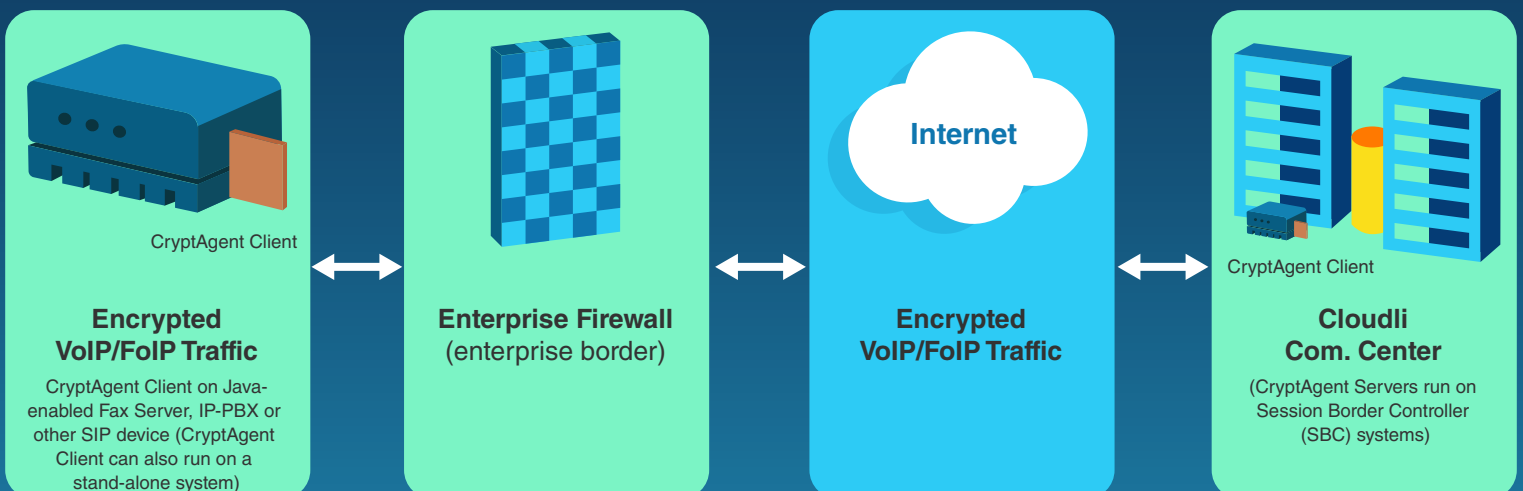 CryptAgent Client
Encrypted
VoIP/FoIP Traffic
CryptAgent Client on Java-
enabled Fax Server, IP-PBX or
other SIP device (CryptAgent
Client can also run on a
stand-alone system)
Enterprise Firewall
(enterprise border)
Internet
Encrypted
VoIP/FoIP Traffic
CryptAgent Client
Cloudli
Com. Center
(CryptAgent Servers run on
Session Border Controller
(SBC) systems)